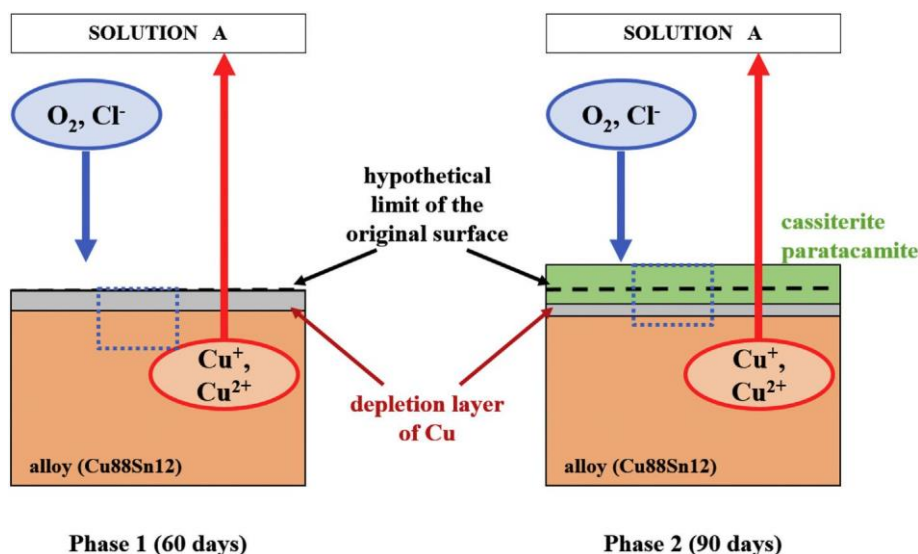 SOLUTION A
O₂, Cl⁻
hypothetical
limit of the
original surface
Cu⁺,
Cu²⁺
depletion layer
of Cu
alloy (Cu88Sn12)
Phase 1 (60 days)
SOLUTION A
O₂, Cl⁻
cassiterite
paratacamite
Cu⁺,
Cu²⁺
alloy (Cu88Sn12)
Phase 2 (90 days)